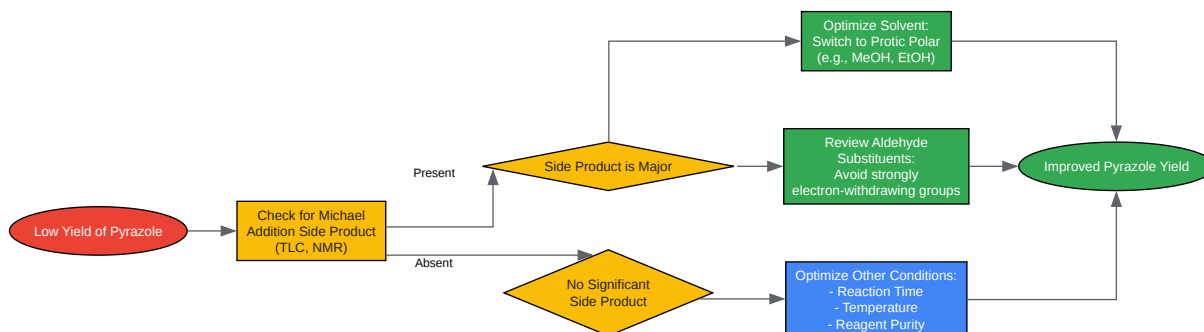 Low Yield of Pyrazole
Check for Michael
Addition Side Product
(TLC, NMR)
Present
Absent
Side Product is Major
No Significant
Side Product
Optimize Solvent:
Switch to Protic Polar
(e.g., MeOH, EtOH)
Review Aldehyde
Substituents:
Avoid strongly
electron-withdrawing groups
Optimize Other Conditions:
- Reaction Time
- Temperature
- Reagent Purity
Improved Pyrazole Yield